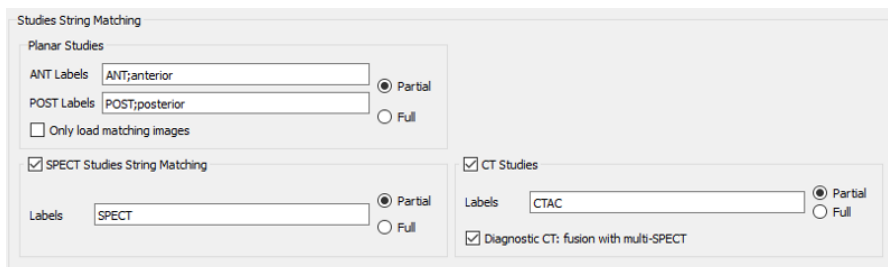 Studies String Matching
Planar Studies
ANT Labels ANT;anterior
Partial
POST Labels POST;posterior
Full
Only load matching images
SPECT Studies String Matching
Labels SPECT
Partial
Full
CT Studies
Labels CTAC
Partial
Full
Diagnostic CT: fusion with multi-SPECT